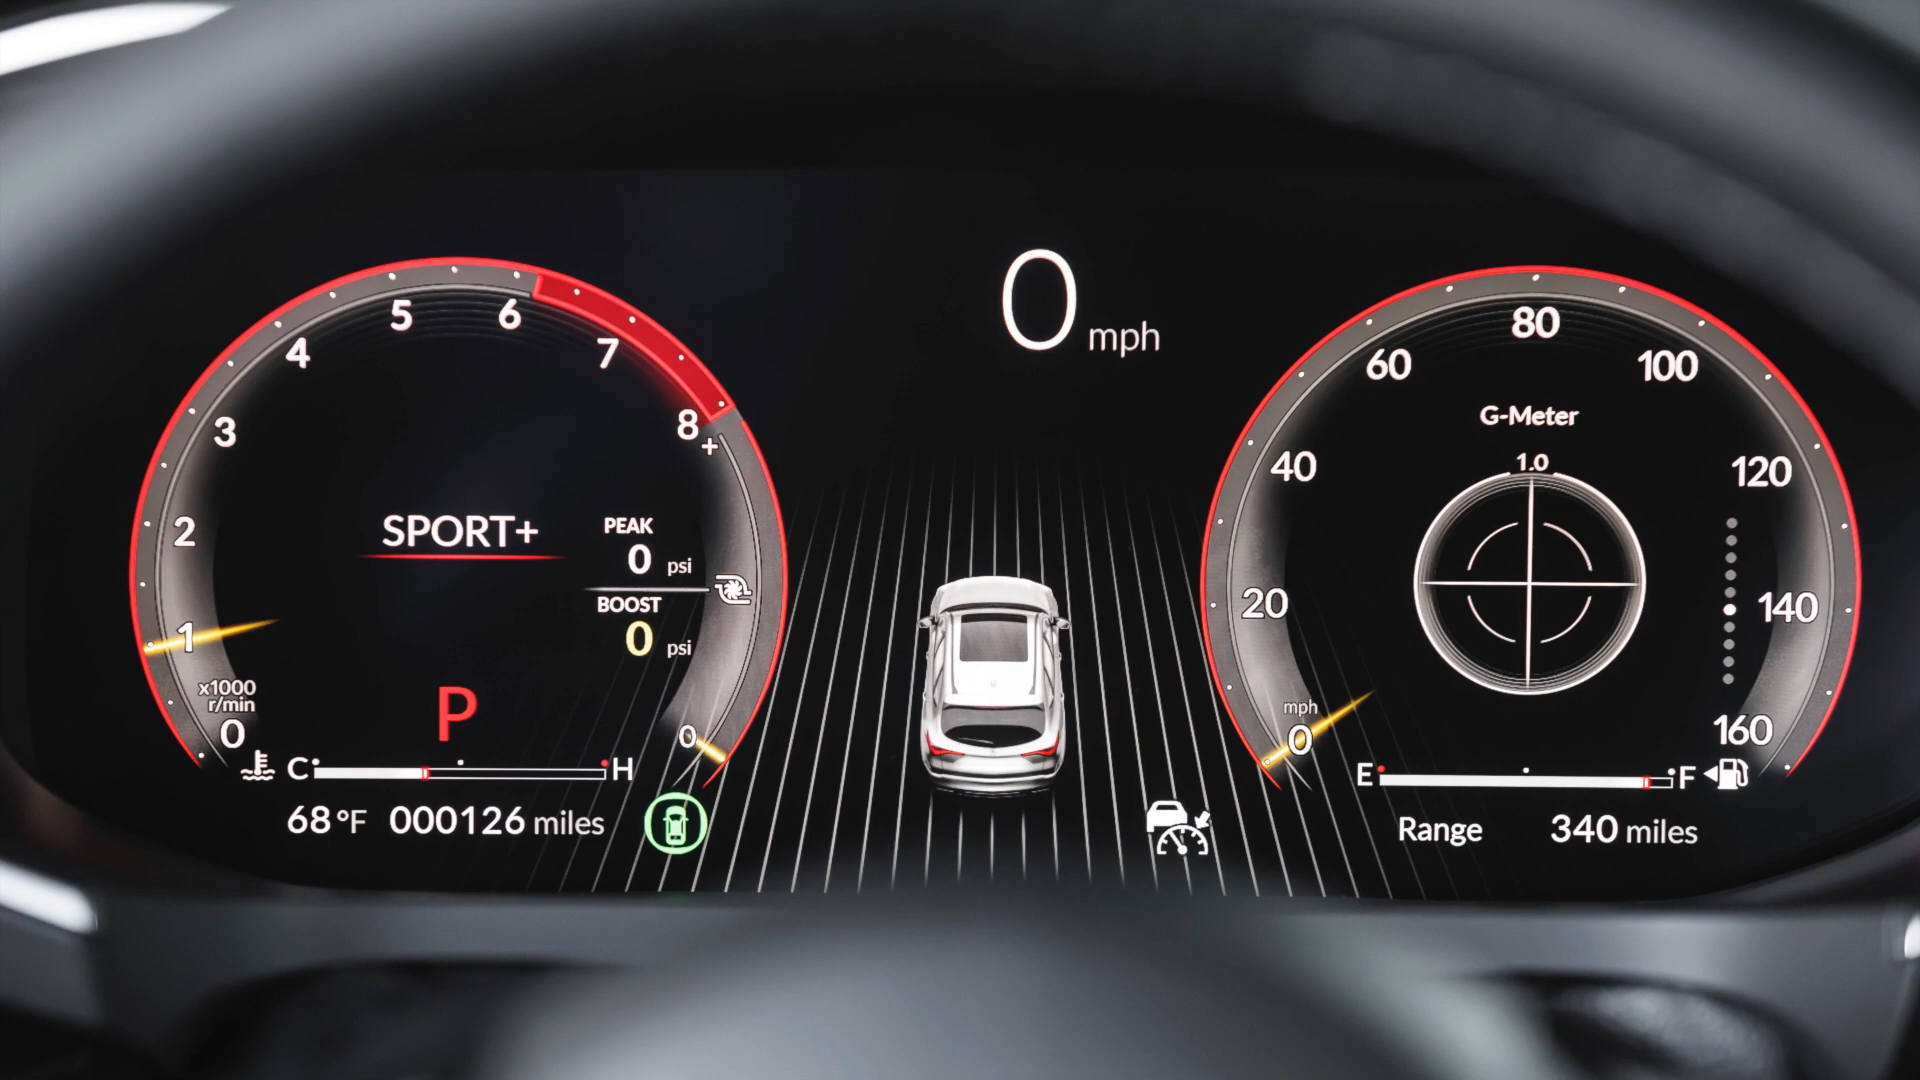 0 mph
5
6
4
7
3
8
+
2
SPORT+
PEAK
0 psi
BOOST
0 psi
1
x1000
r/min
0
P
0
C
H
68°F 000126 miles
80
60
100
G-Meter
1.0
40
120
20
140
mph
0
160
E
F
Range 340 miles